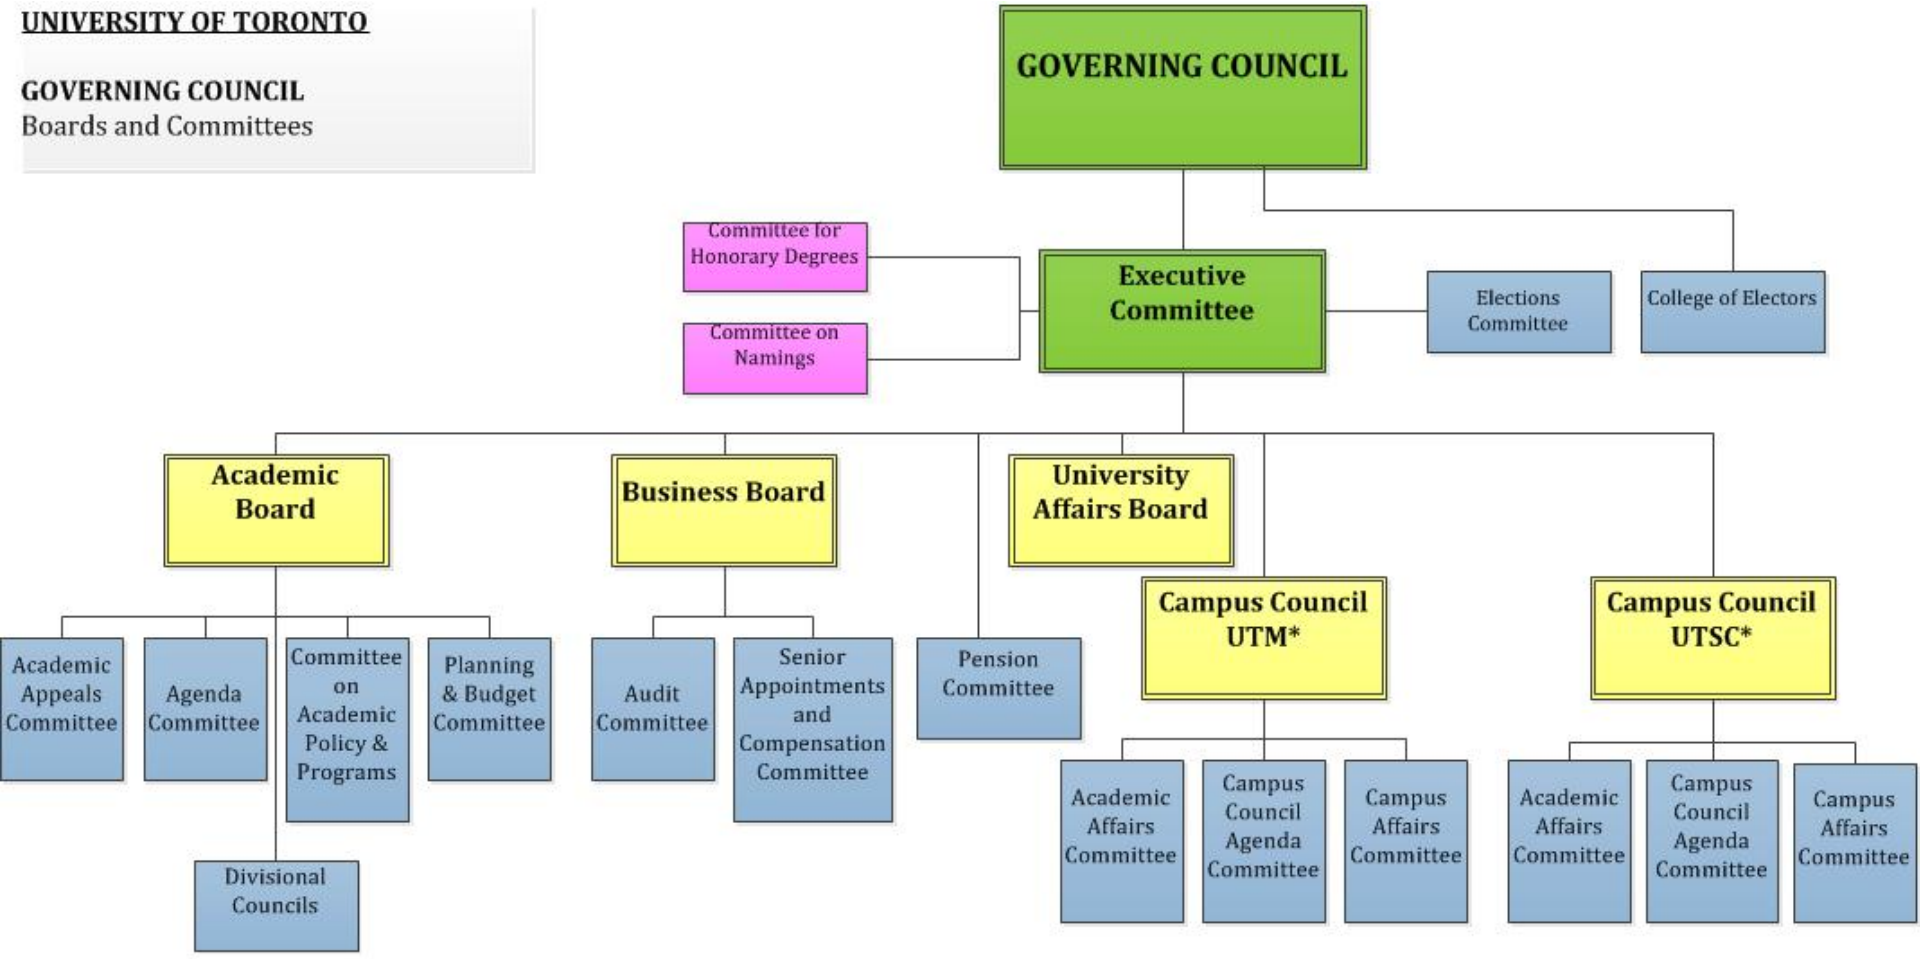 UNIVERSITY OF TORONTO
GOVERNING COUNCIL
Boards and Committees
GOVERNING COUNCIL
Committee for
Honorary Degrees
Committee on
Namings
Executive
Committee
Elections
Committee
College of Electors
Academic
Board
Business Board
University
Affairs Board
Campus Council
UTM*
Campus Council
UTSC*
Academic
Appeals
Committee
Agenda
Committee
Committee
on
Academic
Policy &
Programs
Planning
& Budget
Committee
Audit
Committee
Senior
Appointments
and
Compensation
Committee
Pension
Committee
Academic
Affairs
Committee
Campus
Council
Agenda
Committee
Campus
Affairs
Committee
Academic
Affairs
Committee
Campus
Council
Agenda
Committee
Campus
Affairs
Committee
Divisional
Councils